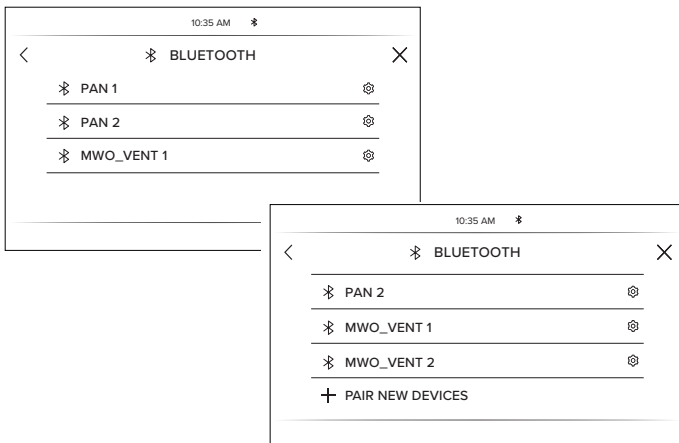 10:35 AM
BLUETOOTH
PAN 1
PAN 2
MWO_VENT 1
10:35 AM
BLUETOOTH
PAN 2
MWO_VENT 1
MWO_VENT 2
PAIR NEW DEVICES